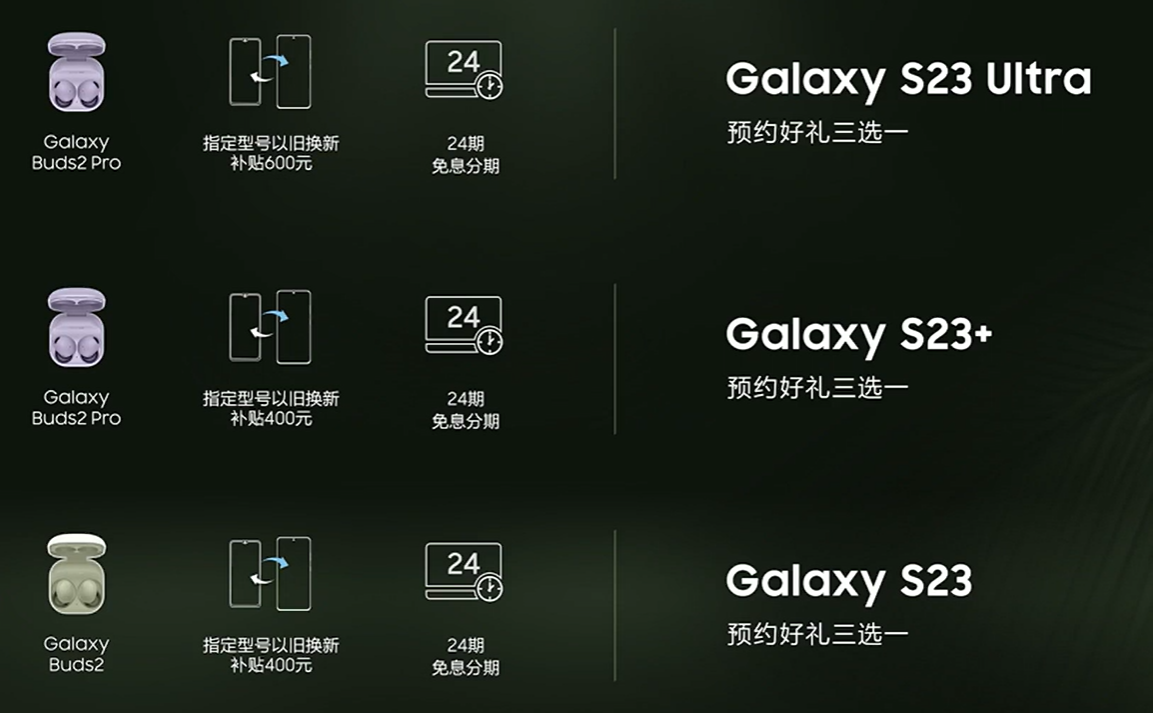 24
Galaxy
Buds2 Pro
指定型号以旧换新
补贴600元
24期
免息分期
Galaxy S23 Ultra
预约好礼三选一
24
Galaxy
Buds2 Pro
指定型号以旧换新
补贴400元
24期
免息分期
Galaxy S23+
预约好礼三选一
24
Galaxy
Buds2
指定型号以旧换新
补贴400元
24期
免息分期
Galaxy S23
预约好礼三选一